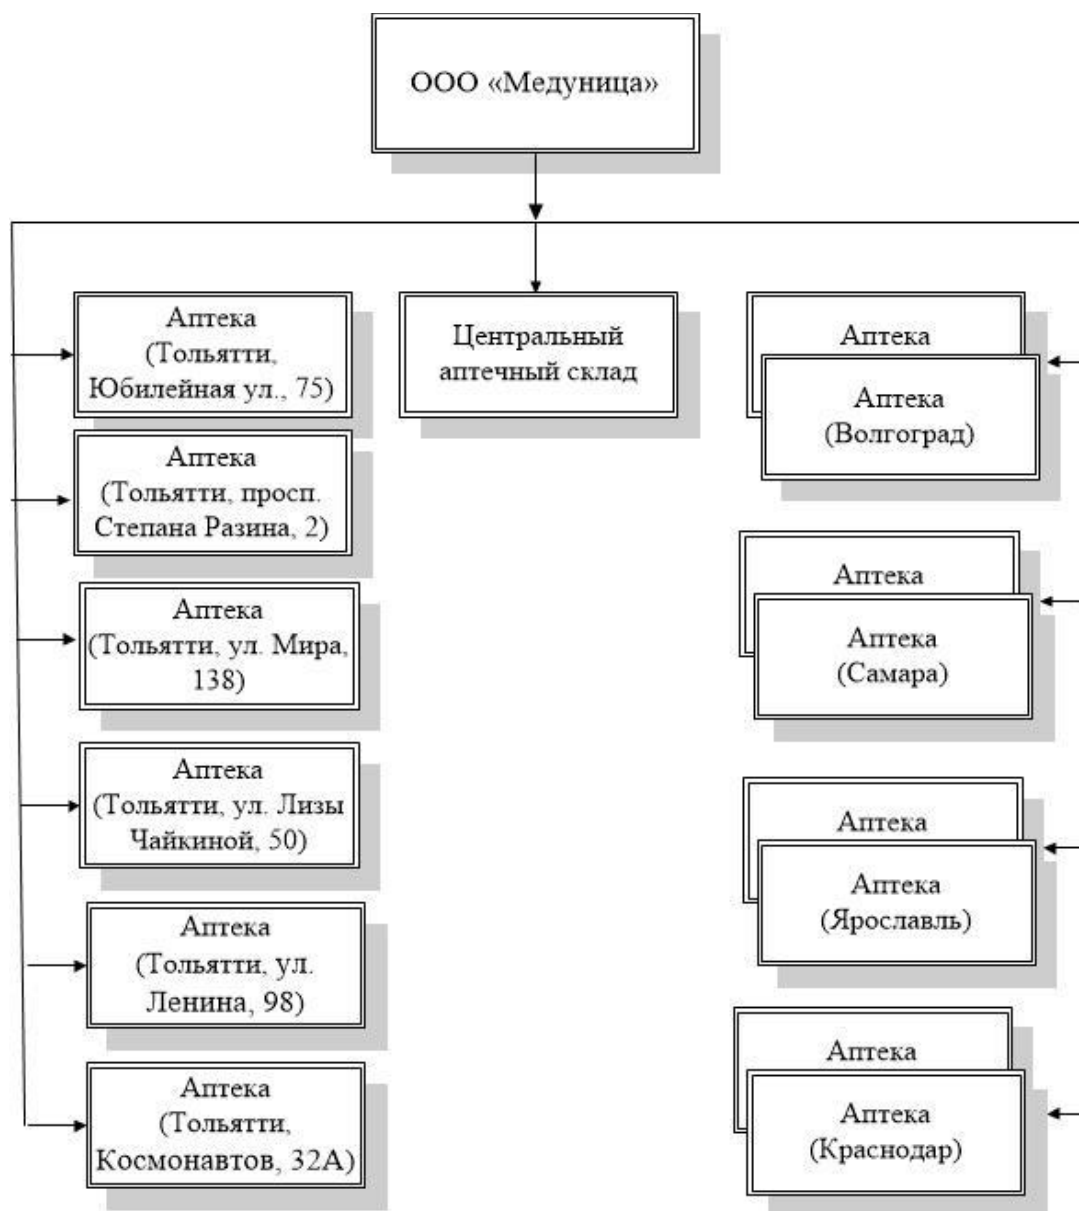 ООО «Медуница»
Аптека
(Тольятти,
Юбилейная ул., 75)
Аптека
(Тольятти, просп.
Степана Разина, 2)
Аптека
(Тольятти, ул. Мира,
138)
Аптека
(Тольятти, ул. Лизы
Чайкиной, 50)
Аптека
(Тольятти, ул.
Ленина, 98)
Аптека
(Тольятти,
Космонавтов, 32А)
Центральный
аптечный склад
Аптека
Аптека
(Волгоград)
Аптека
Аптека
(Самара)
Аптека
Аптека
(Ярославль)
Аптека
Аптека
(Краснодар)